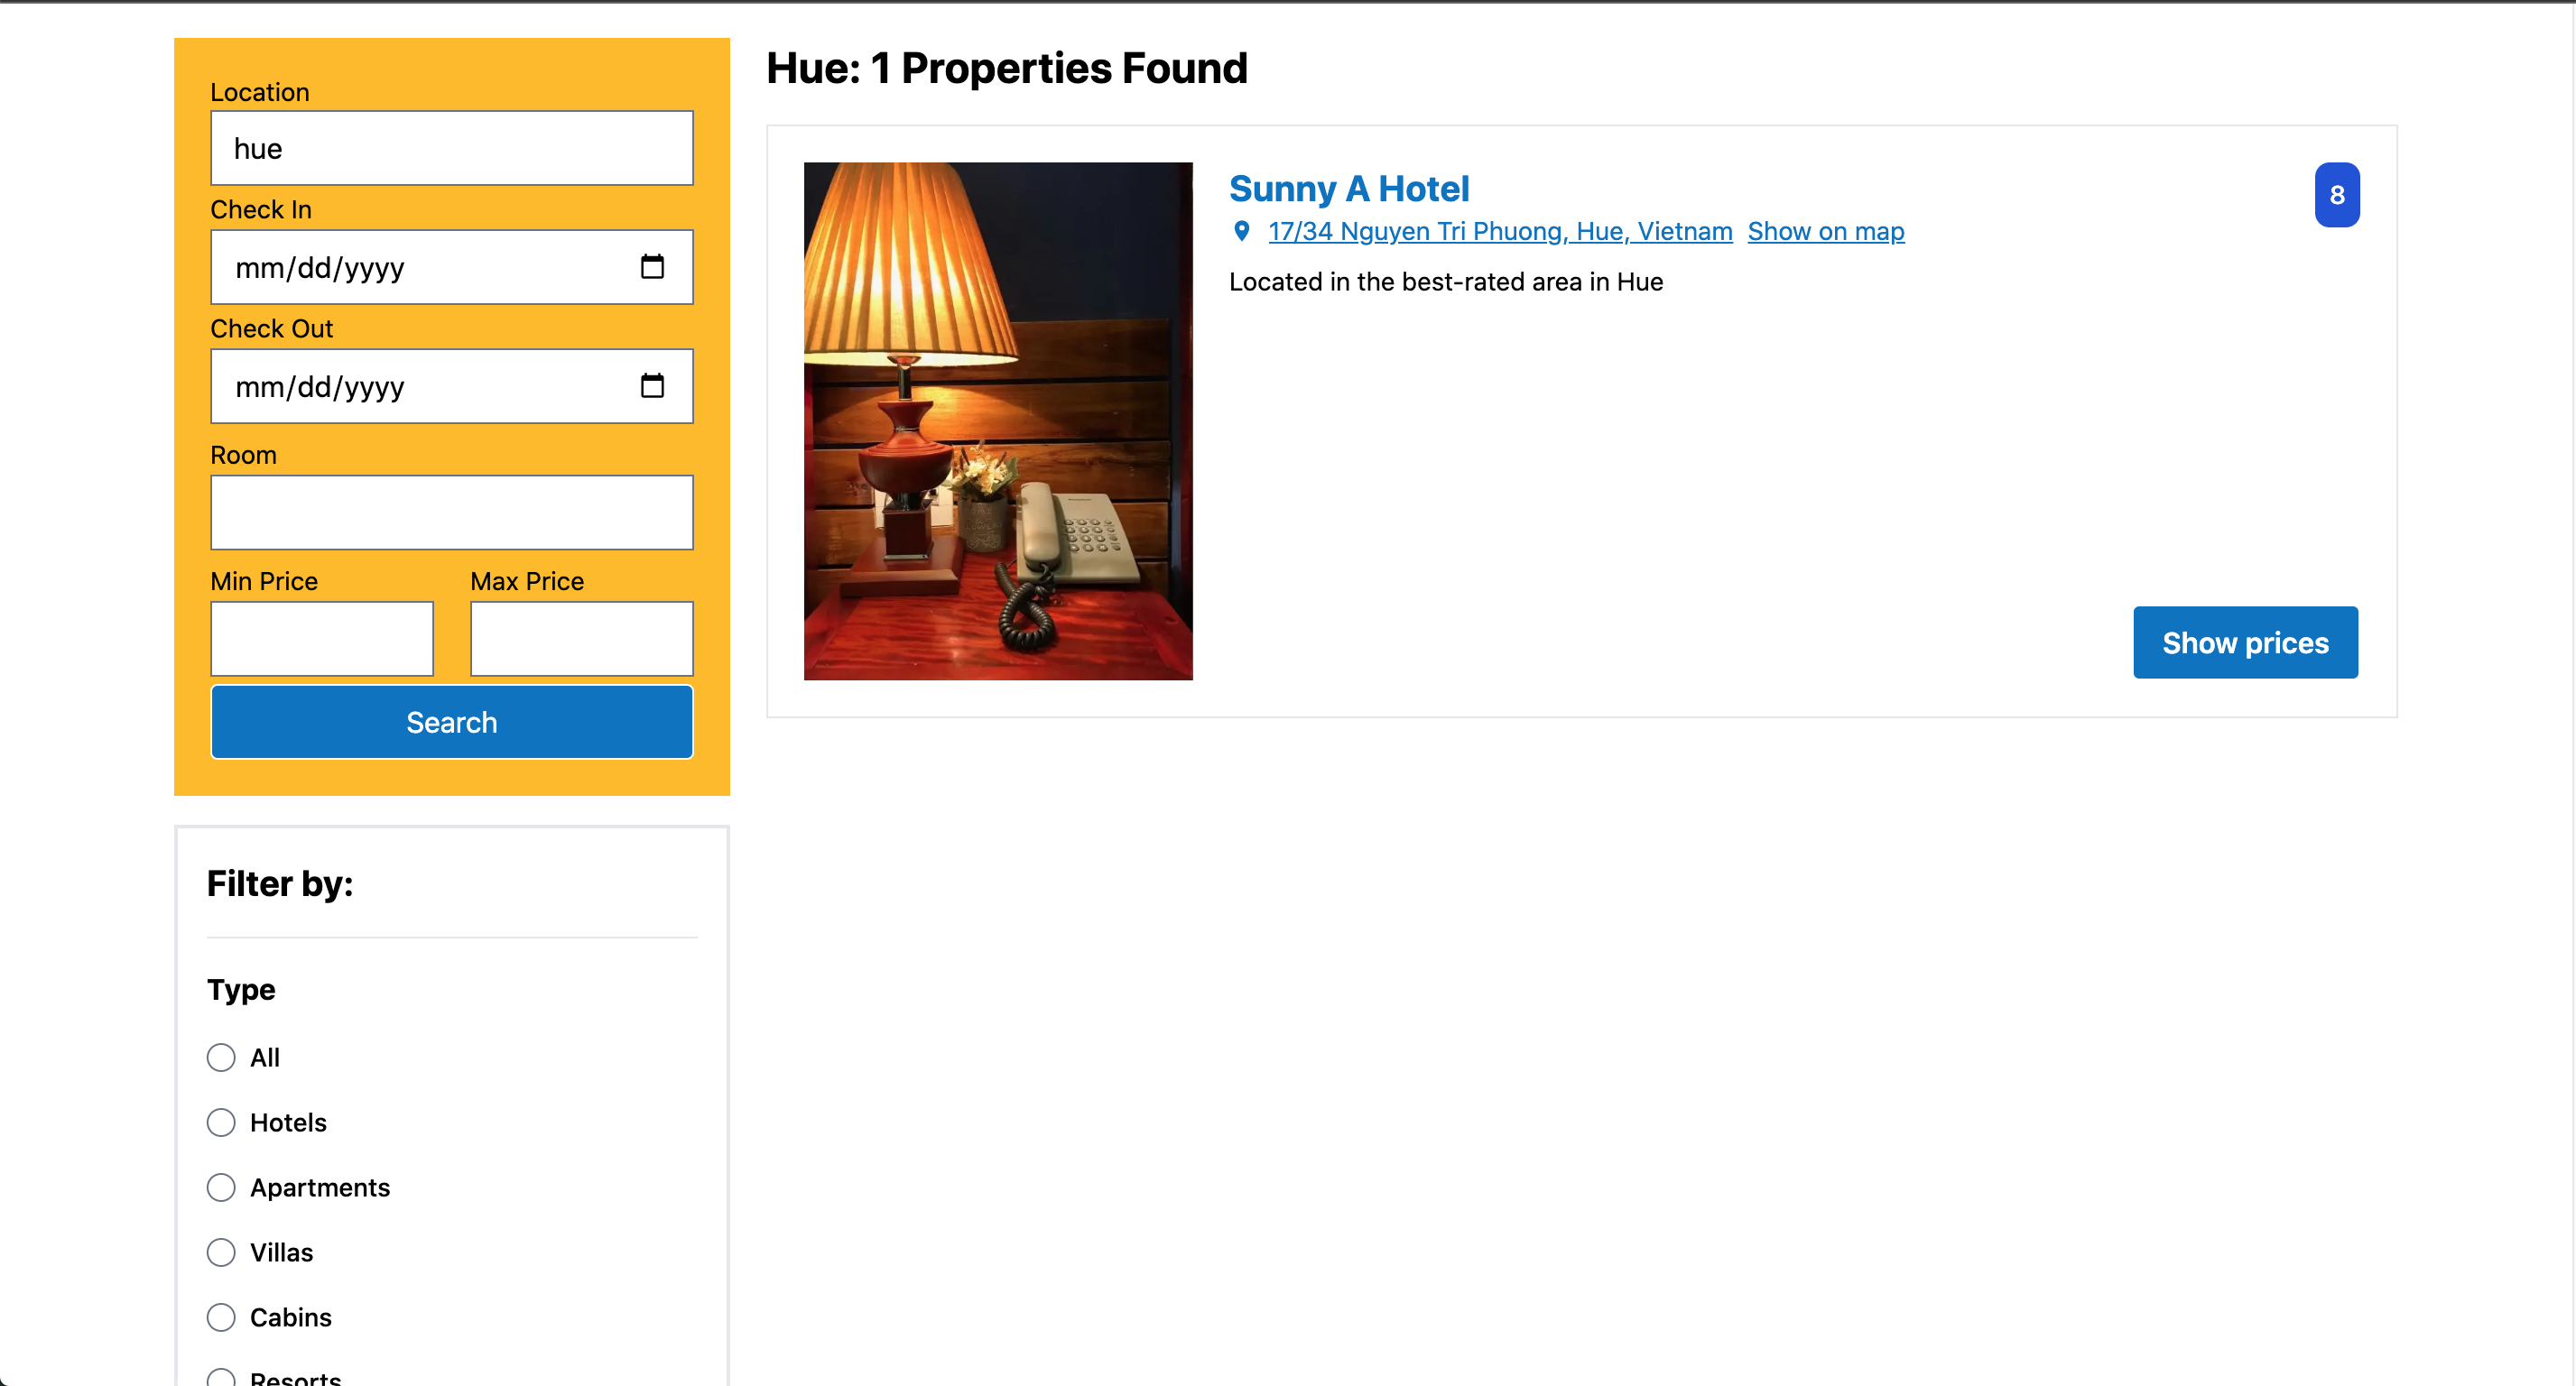 Location
hue
Check In
mm/dd/yyyy
Check Out
mm/dd/yyyy
Room
Min Price Max Price
Search
Filter by:
Type
All
Hotels
Apartments
Villas
Cabins
Resorts
Hue: 1 Properties Found
Sunny A Hotel
8
17/34 Nguyen Tri Phuong, Hue, Vietnam Show on map
Located in the best-rated area in Hue
Show prices